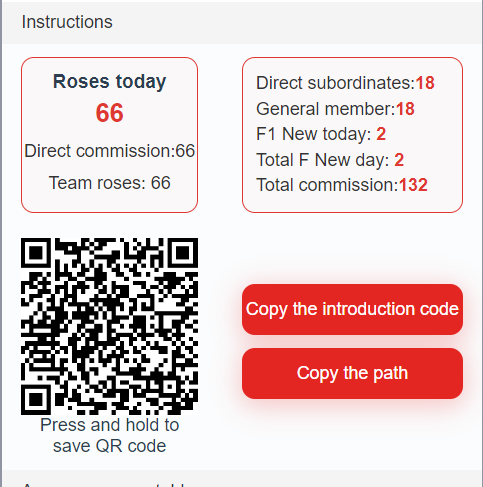 Instructions
Roses today
66
Direct commission:66
Team roses: 66
Direct subordinates:18
General member:18
F1 New today: 2
Total F New day: 2
Total commission:132
Press and hold to
save QR code
Copy the introduction code
Copy the path